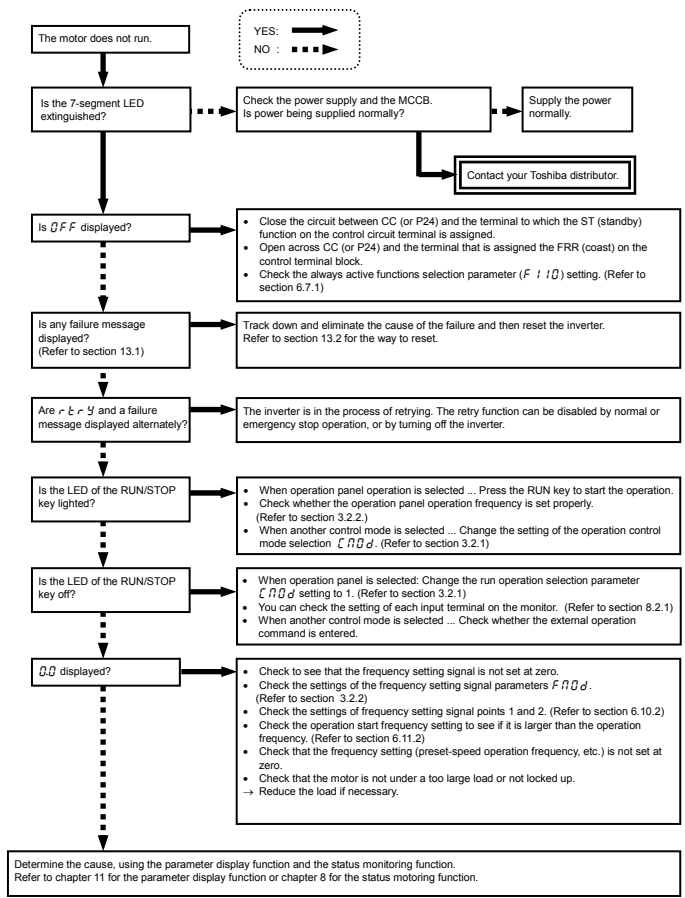 The motor does not run.
YES:
NO :
Is the 7-segment LED
extinguished?
Check the power supply and the MCCB.
Is power being supplied normally?
Supply the power
normally.
Contact your Toshiba distributor.
Is OFF displayed?
• Close the circuit between CC (or P24) and the terminal to which the ST (standby)
function on the control circuit terminal is assigned.
• Open across CC (or P24) and the terminal that is assigned the FRR (coast) on the
control terminal block.
• Check the always active functions selection parameter (F110) setting. (Refer to
section 6.7.1)
Is any failure message
displayed?
(Refer to section 13.1)
Track down and eliminate the cause of the failure and then reset the inverter.
Refer to section 13.2 for the way to reset.
Are rtry and a failure
message displayed alternately?
The inverter is in the process of retrying. The retry function can be disabled by normal or
emergency stop operation, or by turning off the inverter.
Is the LED of the RUN/STOP
key lighted?
• When operation panel operation is selected ... Press the RUN key to start the operation.
• Check whether the operation panel operation frequency is set properly.
(Refer to section 3.2.2.)
• When another control mode is selected ... Change the setting of the operation control
mode selection CMOd. (Refer to section 3.2.1)
Is the LED of the RUN/STOP
key off?
• When operation panel is selected: Change the run operation selection parameter
CMOd setting to 1. (Refer to section 3.2.1)
• You can check the setting of each input terminal on the monitor. (Refer to section 8.2.1)
• When another control mode is selected ... Check whether the external operation
command is entered.
0.0 displayed?
• Check to see that the frequency setting signal is not set at zero.
• Check the settings of the frequency setting signal parameters FMOd.
(Refer to section 3.2.2)
• Check the settings of frequency setting signal points 1 and 2. (Refer to section 6.10.2)
• Check the operation start frequency setting to see if it is larger than the operation
frequency. (Refer to section 6.11.2)
• Check that the frequency setting (preset-speed operation frequency, etc.) is not set at
zero.
• Check that the motor is not under a too large load or not locked up.
→ Reduce the load if necessary.
Determine the cause, using the parameter display function and the status monitoring function.
Refer to chapter 11 for the parameter display function or chapter 8 for the status motoring function.